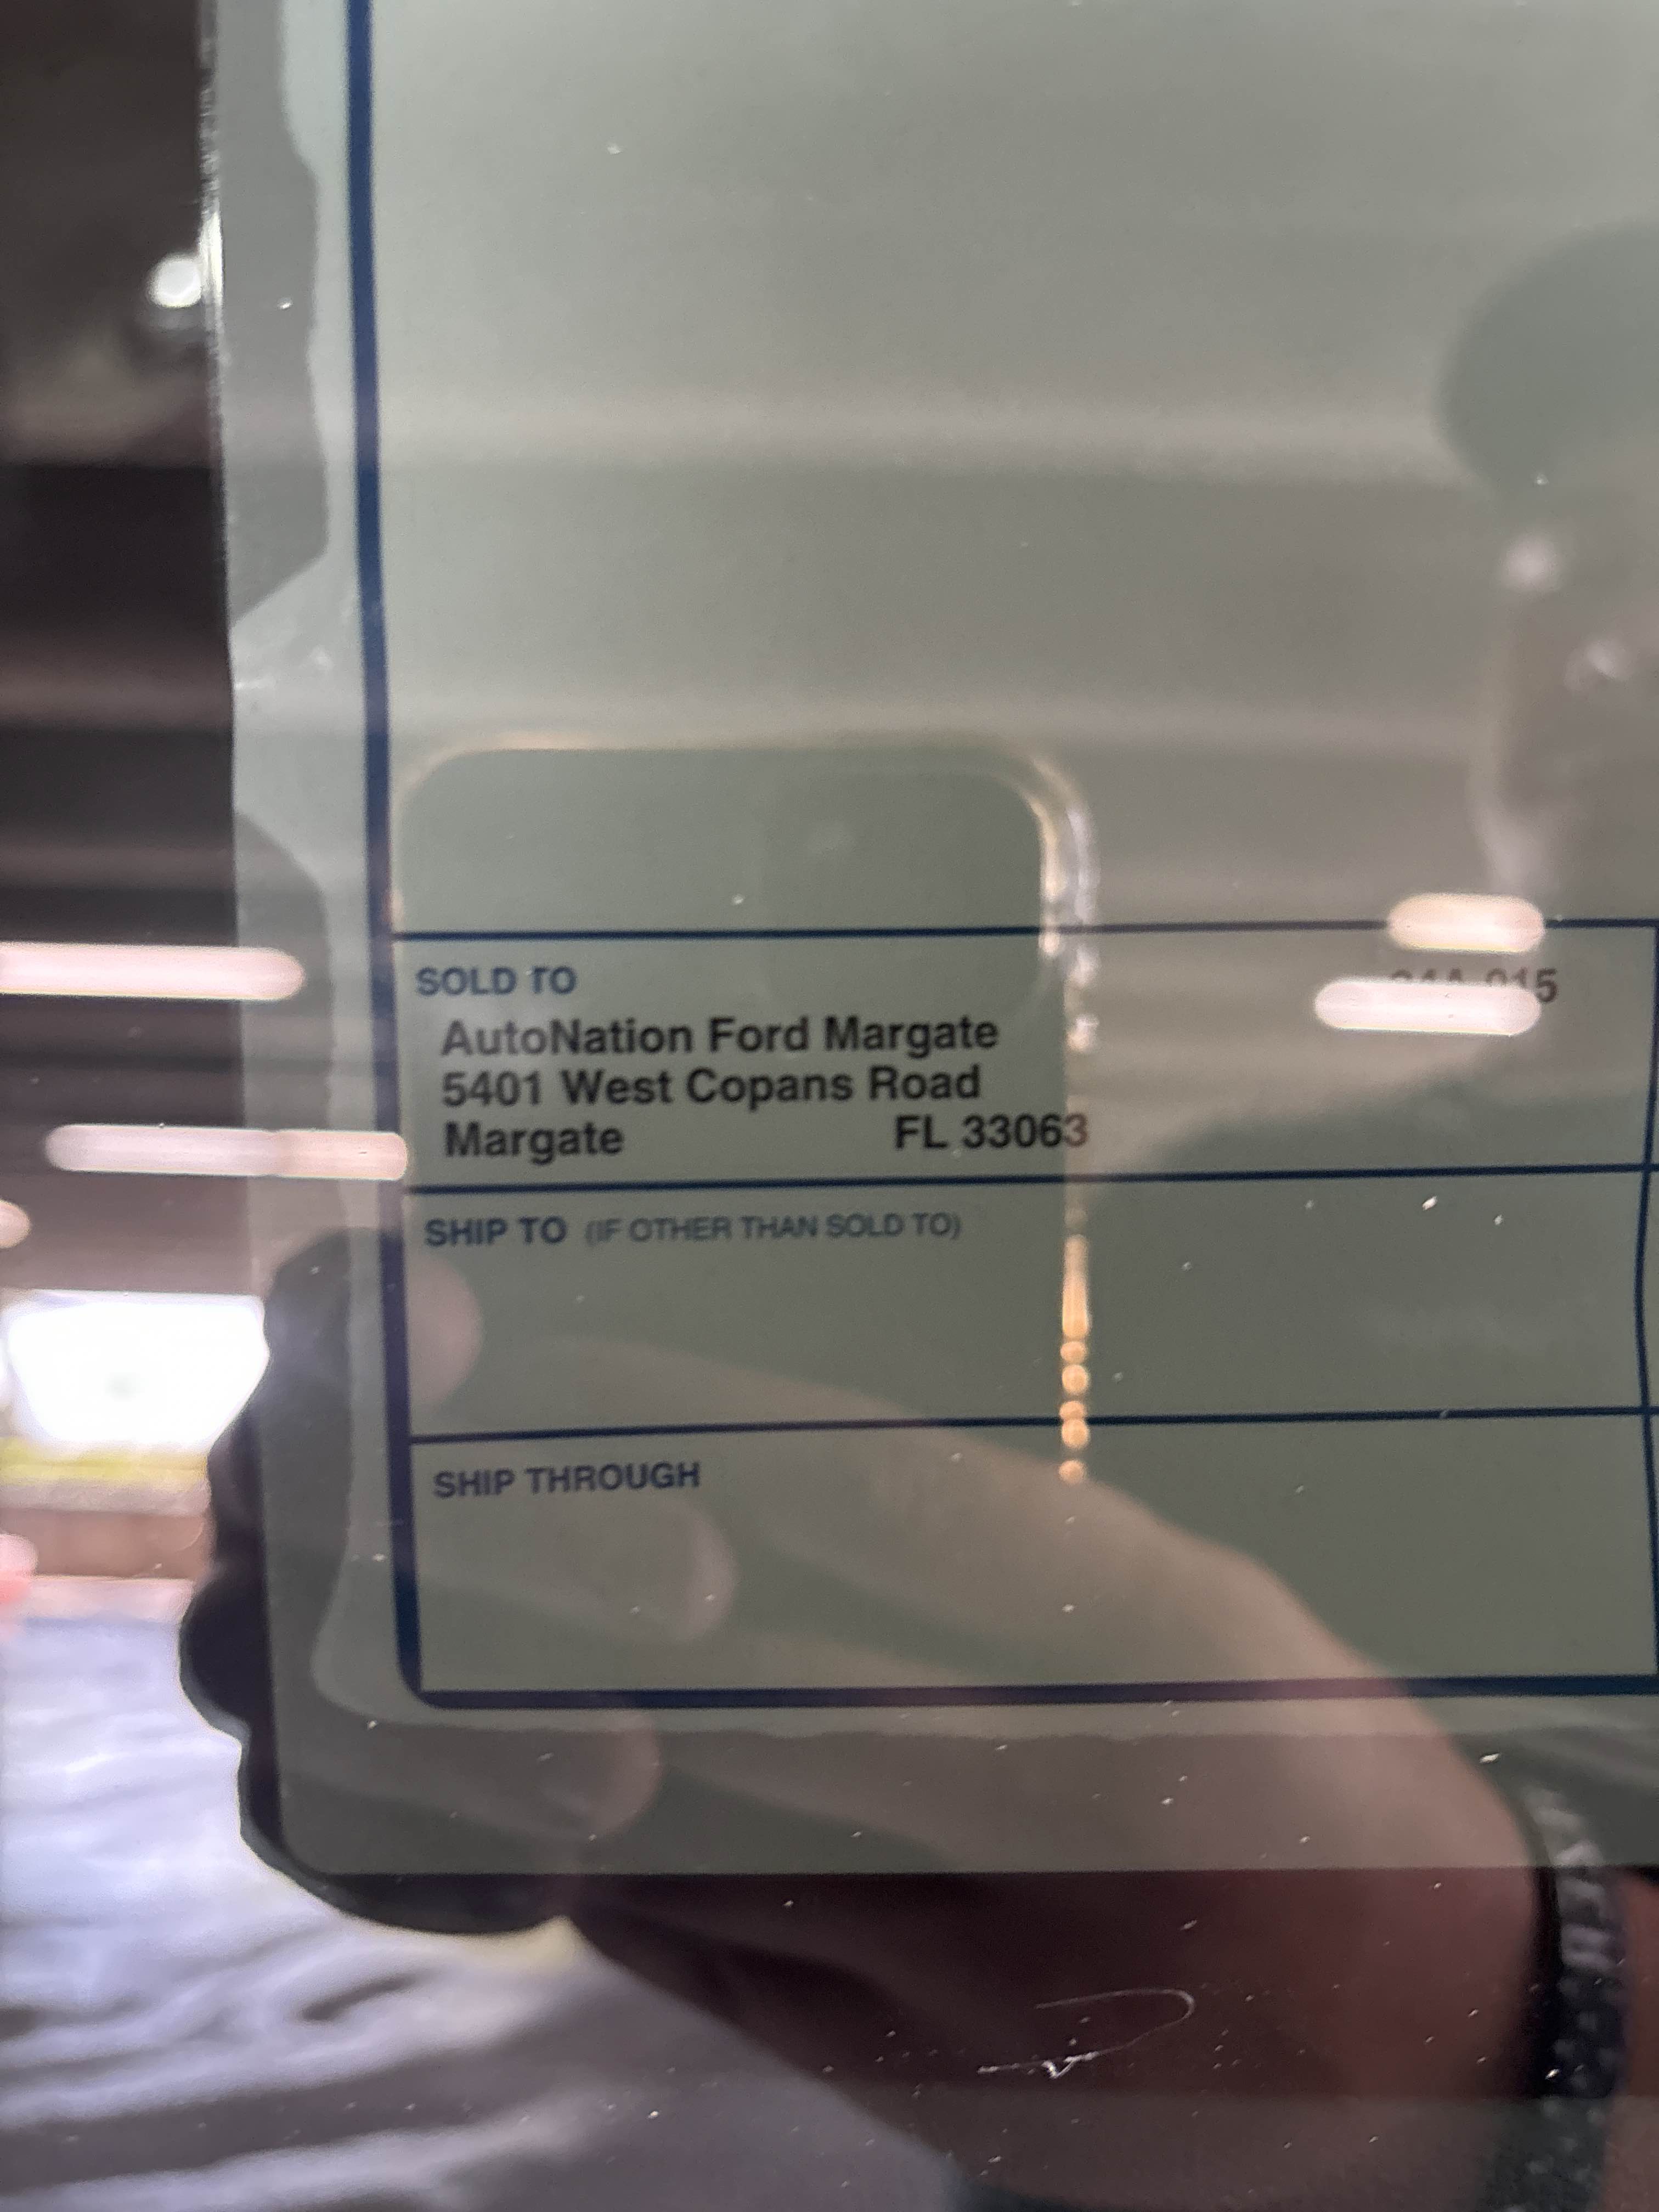 SOLD TO
AutoNation Ford Margate
5401 West Copans Road
Margate FL 33063
SHIP TO (IF OTHER THAN SOLD TO)
SHIP THROUGH